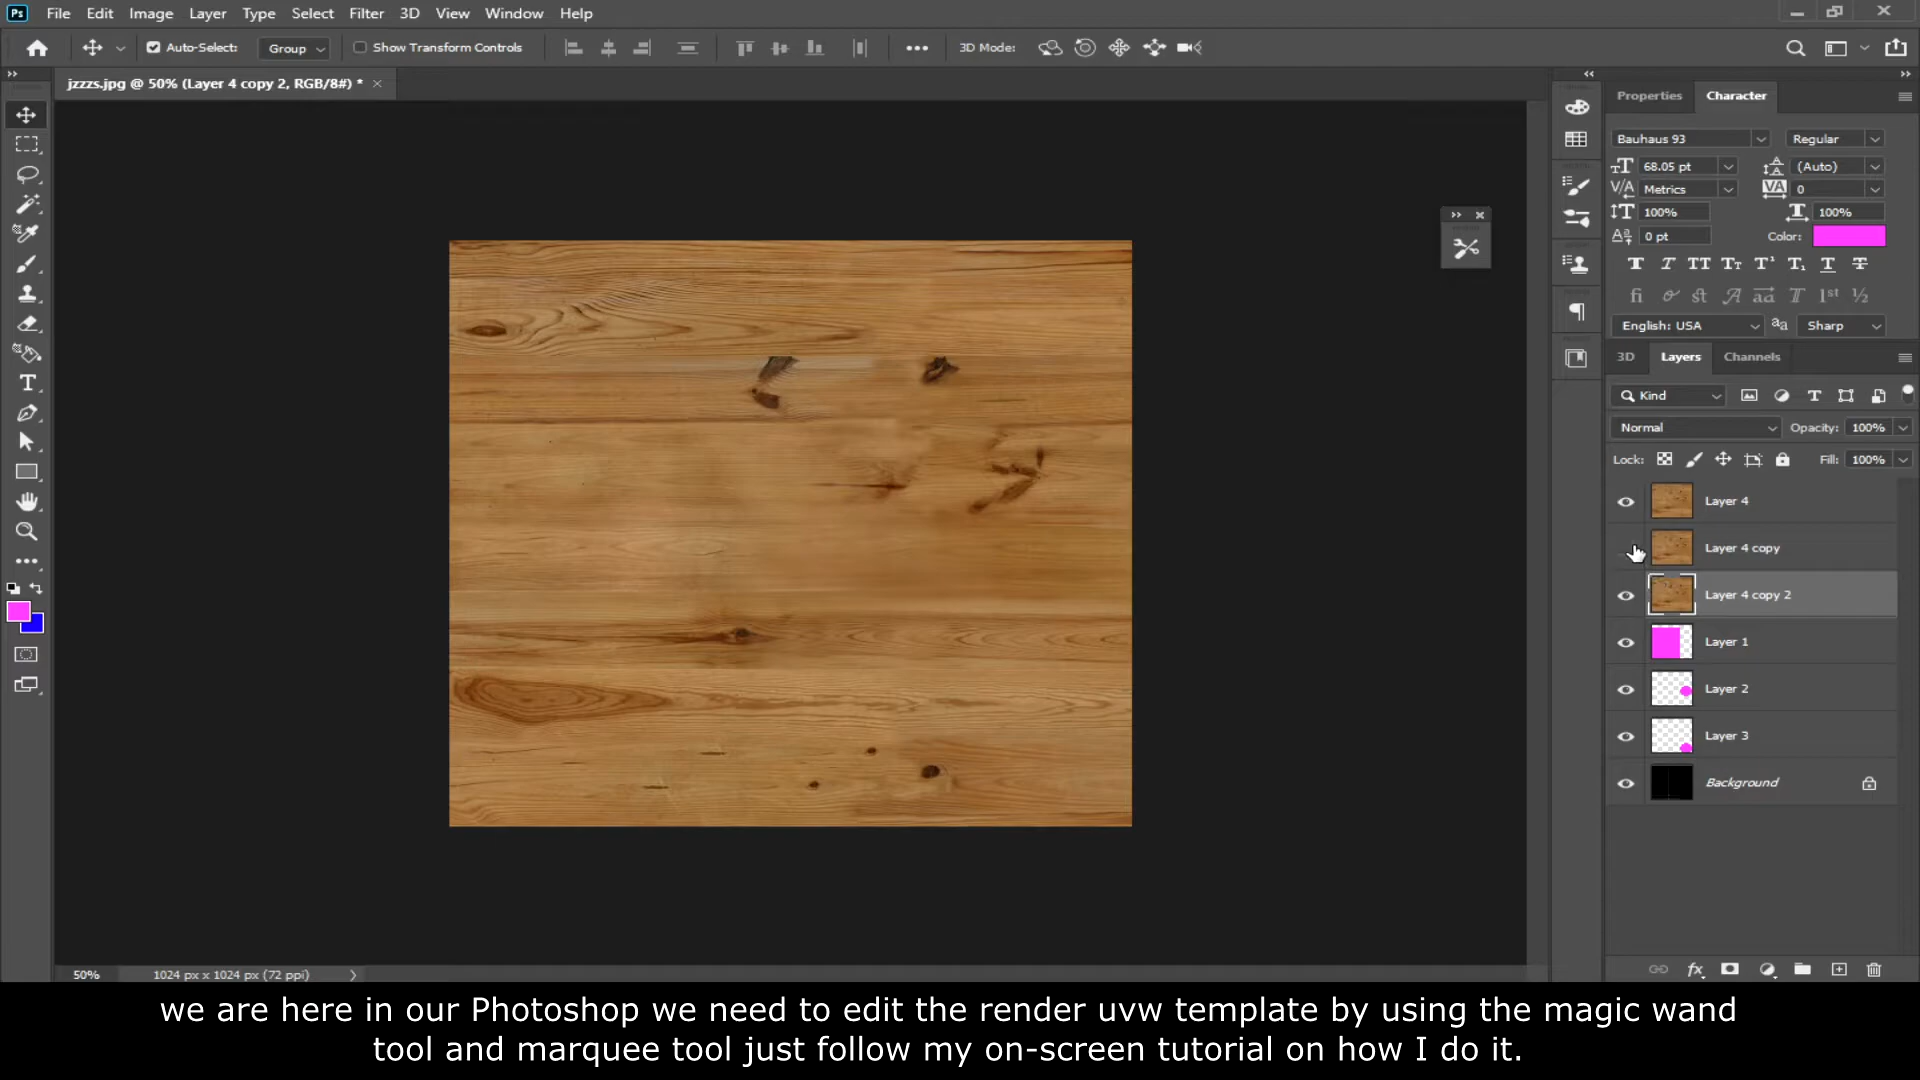 Ps File Edit Image Layer Type Select Filter 3D View Window Help
Auto-Select: Group Show Transform Controls 3D Mode:
jzzzs.jpg @ 50% (Layer 4 copy 2, RGB/8#) *
Properties Character
Bauhaus 93 Regular
68.05 pt (Auto)
Metrics 0
100% 100%
0 pt Color:
English: USA Sharp
3D Layers Channels
Kind
Normal Opacity: 100%
Lock: Fill: 100%
Layer 4
Layer 4 copy
Layer 4 copy 2
Layer 1
Layer 2
Layer 3
Background
50% 1024 px x 1024 px (72 ppi)
we are here in our Photoshop we need to edit the render uvw template by using the magic wand
tool and marquee tool just follow my on-screen tutorial on how I do it.